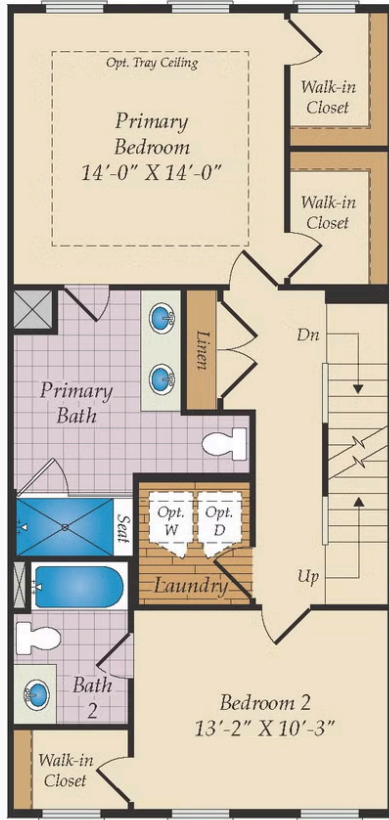 Opt. Tray Ceiling
Primary
Bedroom
14'-0" X 14'-0"
Walk-in
Closet
Walk-in
Closet
Linen
Dn
Primary
Bath
Seat
Opt.
W
Opt.
D
Laundry
Up
Bath
2
Bedroom 2
13'-2" X 10'-3"
Walk-in
Closet